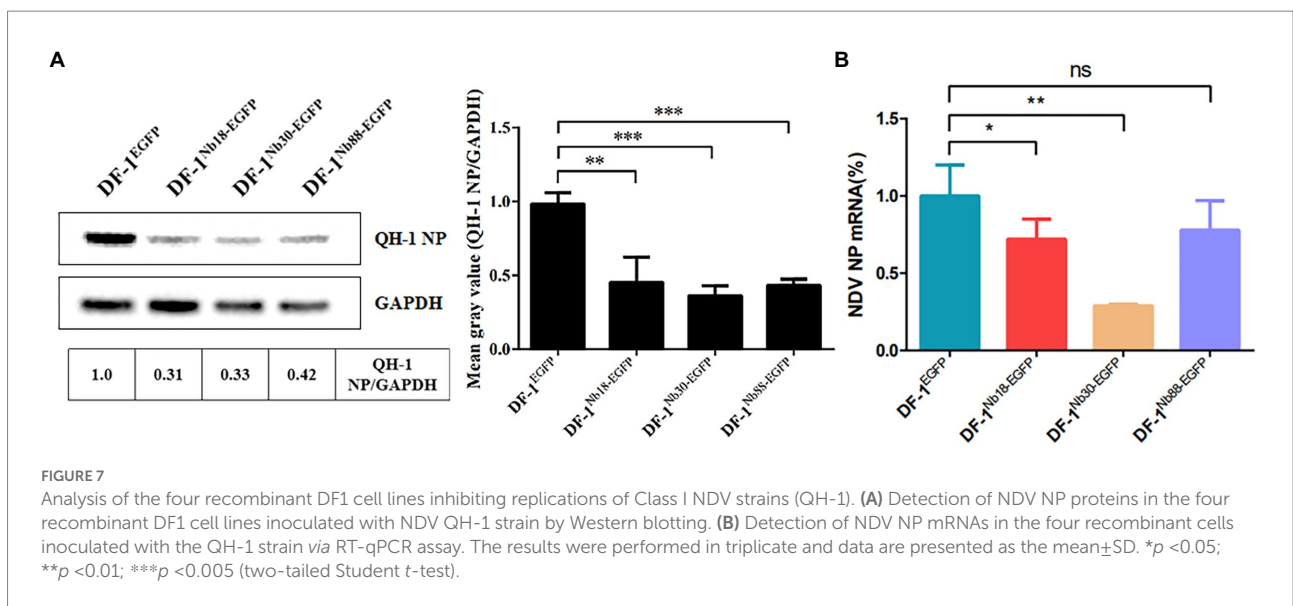 A
DF-1EGFP
DF-1Nb18-EGFP
DF-1Nb30-EGFP
DF-1Nb88-EGFP
QH-1 NP
GAPDH
1.0 0.31 0.33 0.42 QH-1 NP/GAPDH
Mean gray value (QH-1 NP/GAPDH)
1.5
1.0
0.5
0.0
***
***
**
DF-1EGFP
DF-1Nb18-EGFP
DF-1Nb30-EGFP
DF-1Nb88-EGFP
B
NDV NP mRNA(%)
1.5
1.0
0.5
0.0
ns
**
*
DF-1EGFP
DF-1Nb18-EGFP
DF-1Nb30-EGFP
DF-1Nb88-EGFP
FIGURE 7
Analysis of the four recombinant DF1 cell lines inhibiting replications of Class I NDV strains (QH-1). (A) Detection of NDV NP proteins in the four
recombinant DF1 cell lines inoculated with NDV QH-1 strain by Western blotting. (B) Detection of NDV NP mRNAs in the four recombinant cells
inoculated with the QH-1 strain via RT-qPCR assay. The results were performed in triplicate and data are presented as the mean±SD. *p <0.05;
**p <0.01; ***p <0.005 (two-tailed Student t-test).